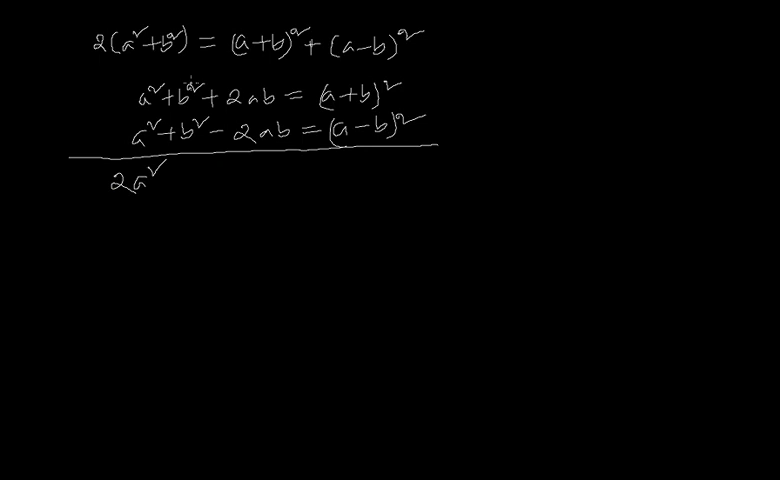 2(a²+b²) = (a+b)²+(a-b)²
a²+b²+2ab = (a+b)²
a²+b²-2ab = (a-b)²
2a²